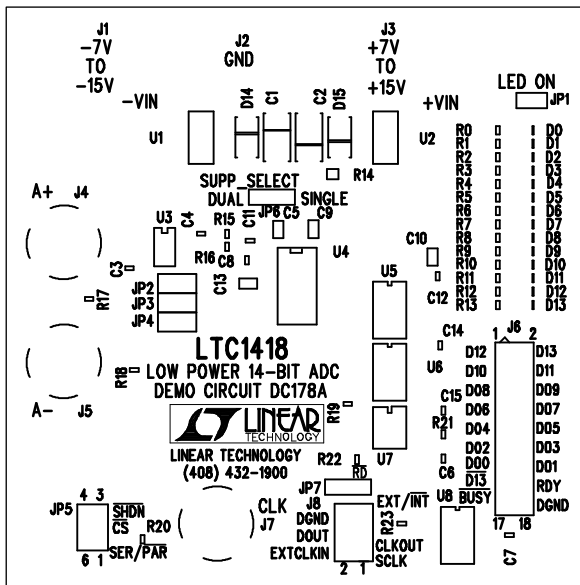 J1
-7V
TO
-15V
J2
GND
J3
+7V
TO
+15V
LED ON
JP1
-VIN
D14
C1
C2
D15
+VIN
U1
U2
R0
D0
R1
D1
R2
D2
R3
D3
R4
D4
R5
D5
R6
D6
R7
D7
R8
D8
R9
D9
R10
D10
R11
D11
R12
D12
R13
D13
R14
SUPP_SELECT
DUAL
SINGLE
JP6
A+
J4
U3
C4
R15
C11
C5
C9
R16
C8
U4
C10
C3
C13
U5
C12
R17
JP2
JP3
JP4
LTC1418
LOW POWER 14-BIT ADC
DEMO CIRCUIT DC178A
C14
U6
1
J6
2
D12
D13
D10
D11
D08
D09
D06
D07
D04
D05
D02
D03
D00
D01
D13
RDY
BUSY
DGND
17
18
R18
A-
J5
LINEAR
TECHNOLOGY
LINEAR TECHNOLOGY
(408) 432-1900
R19
C15
R21
U7
R22
RD
C6
U8
JP7
J8
EXT/INT
DGND
DOUT
EXTCLKIN
R23
CLKOUT
SCLK
2
1
C7
CLK
J7
4
3
JP5
SHDN
CS
R20
6
1
SER/PAR